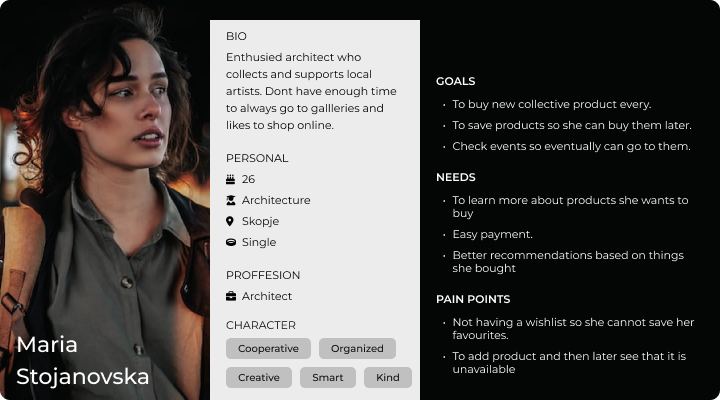 Maria
Stojanovska
BIO
Enthusied architect who
collects and supports local
artists. Dont have enough time
to always go to gallleries and
likes to shop online.
PERSONAL
26
Architecture
Skopje
Single
PROFFESION
Architect
CHARACTER
Cooperative Organized
Creative Smart Kind
GOALS
• To buy new collective product every.
• To save products so she can buy them later.
• Check events so eventually can go to them.
NEEDS
• To learn more about products she wants to
buy
• Easy payment.
• Better recommendations based on things
she bought
PAIN POINTS
• Not having a wishlist so she cannot save her
favourites.
• To add product and then later see that it is
unavailable